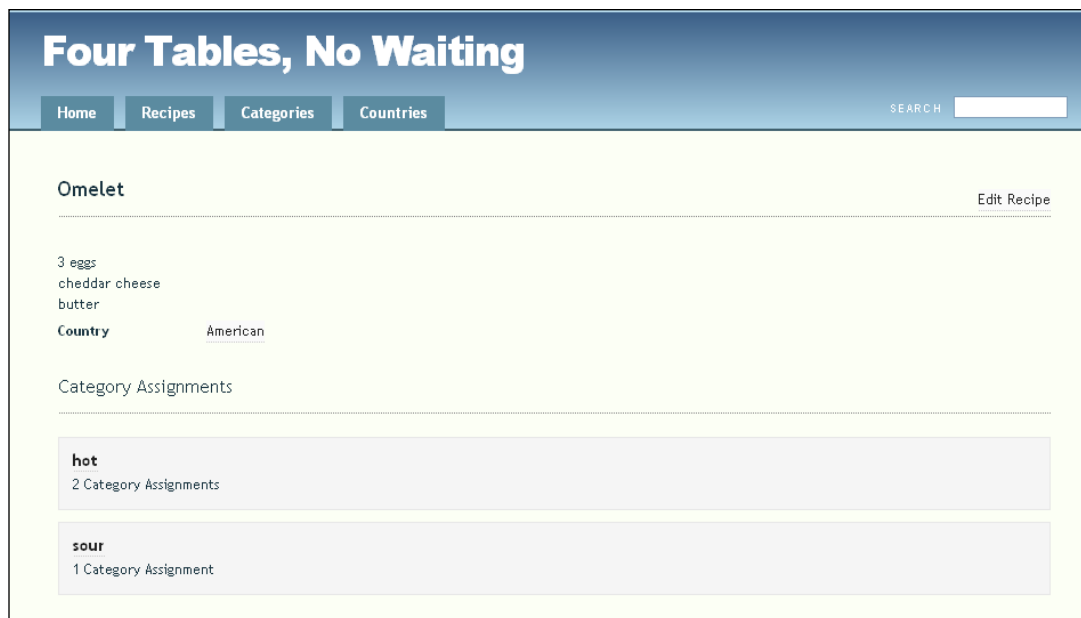 Four Tables, No Waiting
Home Recipes Categories Countries SEARCH
Omelet
Edit Recipe
3 eggs
cheddar cheese
butter
Country American
Category Assignments
hot
2 Category Assignments
sour
1 Category Assignment